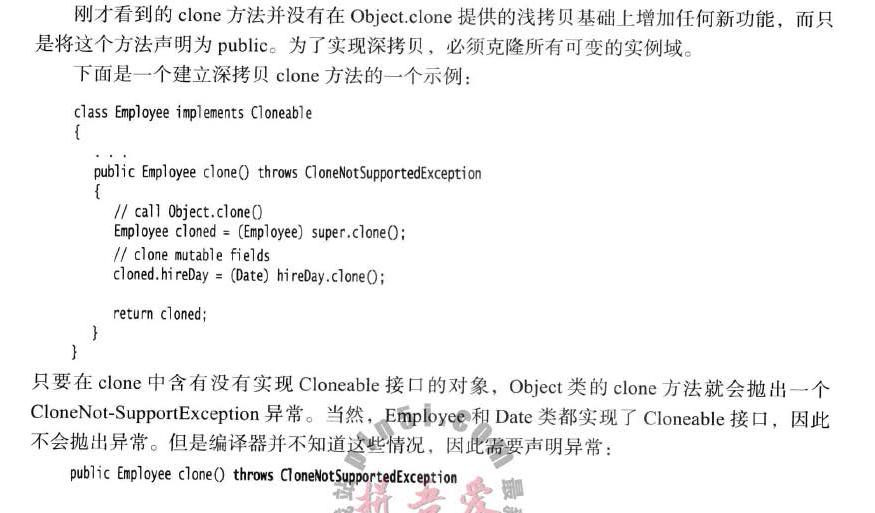 刚才看到的 clone 方法并没有在 Object.clone 提供的浅拷贝基础上增加任何新功能，而只
是将这个方法声明为 public。为了实现深拷贝，必须克隆所有可变的实例域。
下面是一个建立深拷贝 clone 方法的一个示例：
class Employee implements Cloneable
{
. . .
public Employee clone() throws CloneNotSupportedException
{
// call Object.clone()
Employee cloned = (Employee) super.clone();
// clone mutable fields
cloned.hireDay = (Date) hireDay.clone();
return cloned;
}
}
只要在 clone 中含有没有实现 Cloneable 接口的对象，Object 类的 clone 方法就会抛出一个
CloneNot-SupportException 异常。当然，Employee 和 Date 类都实现了 Cloneable 接口，因此
不会抛出异常。但是编译器并不知道这些情况，因此需要声明异常：
public Employee clone() throws CloneNotSupportedException
拼吾爱